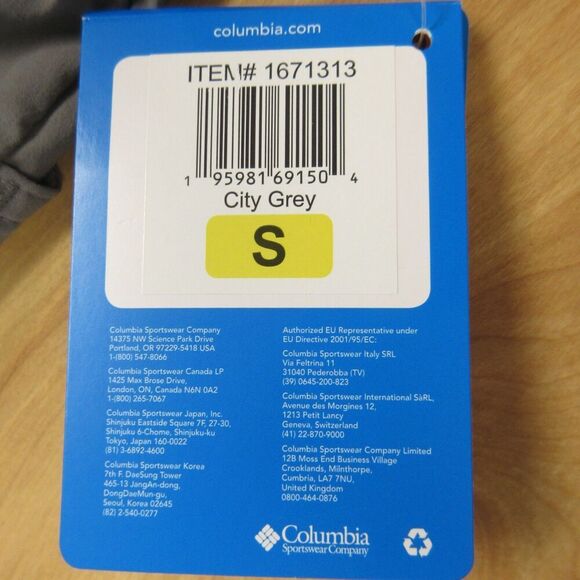 columbia.com
ITEM# 1671313
1 95981 69150 4
City Grey
S
Columbia Sportswear Company
14375 NW Science Park Drive
Portland, OR 97229-5418 USA
1-(800) 547-8066
Columbia Sportswear Canada LP
1425 Max Brose Drive,
London, ON, Canada N6N 0A2
1-(800) 265-7067
Columbia Sportswear Japan, Inc.
Shinjuku Eastside Square 7F, 27-30,
Shinjuku 6-Chome, Shinjuku-ku
Tokyo, Japan 160-0022
(81) 3-6892-4600
Columbia Sportswear Korea
7th F. DaeSung Tower
465-13 JangAn-dong,
DongDaeMun-gu,
Seoul, Korea 02645
(82) 2-540-0277
Authorized EU Representative under
EU Directive 2001/95/EC:
Columbia Sportswear Italy SRL
Via Feltrina 11
31040 Pederobba (TV)
(39) 0645-200-823
Columbia Sportswear International SàRL,
Avenue des Morgines 12,
1213 Petit Lancy
Geneva, Switzerland
(41) 22-870-9000
Columbia Sportswear Company Limited
12B Moss End Business Village
Crooklands, Milnthorpe,
Cumbria, LA7 7NU,
United Kingdom
0800-464-0876
Columbia
Sportswear Company